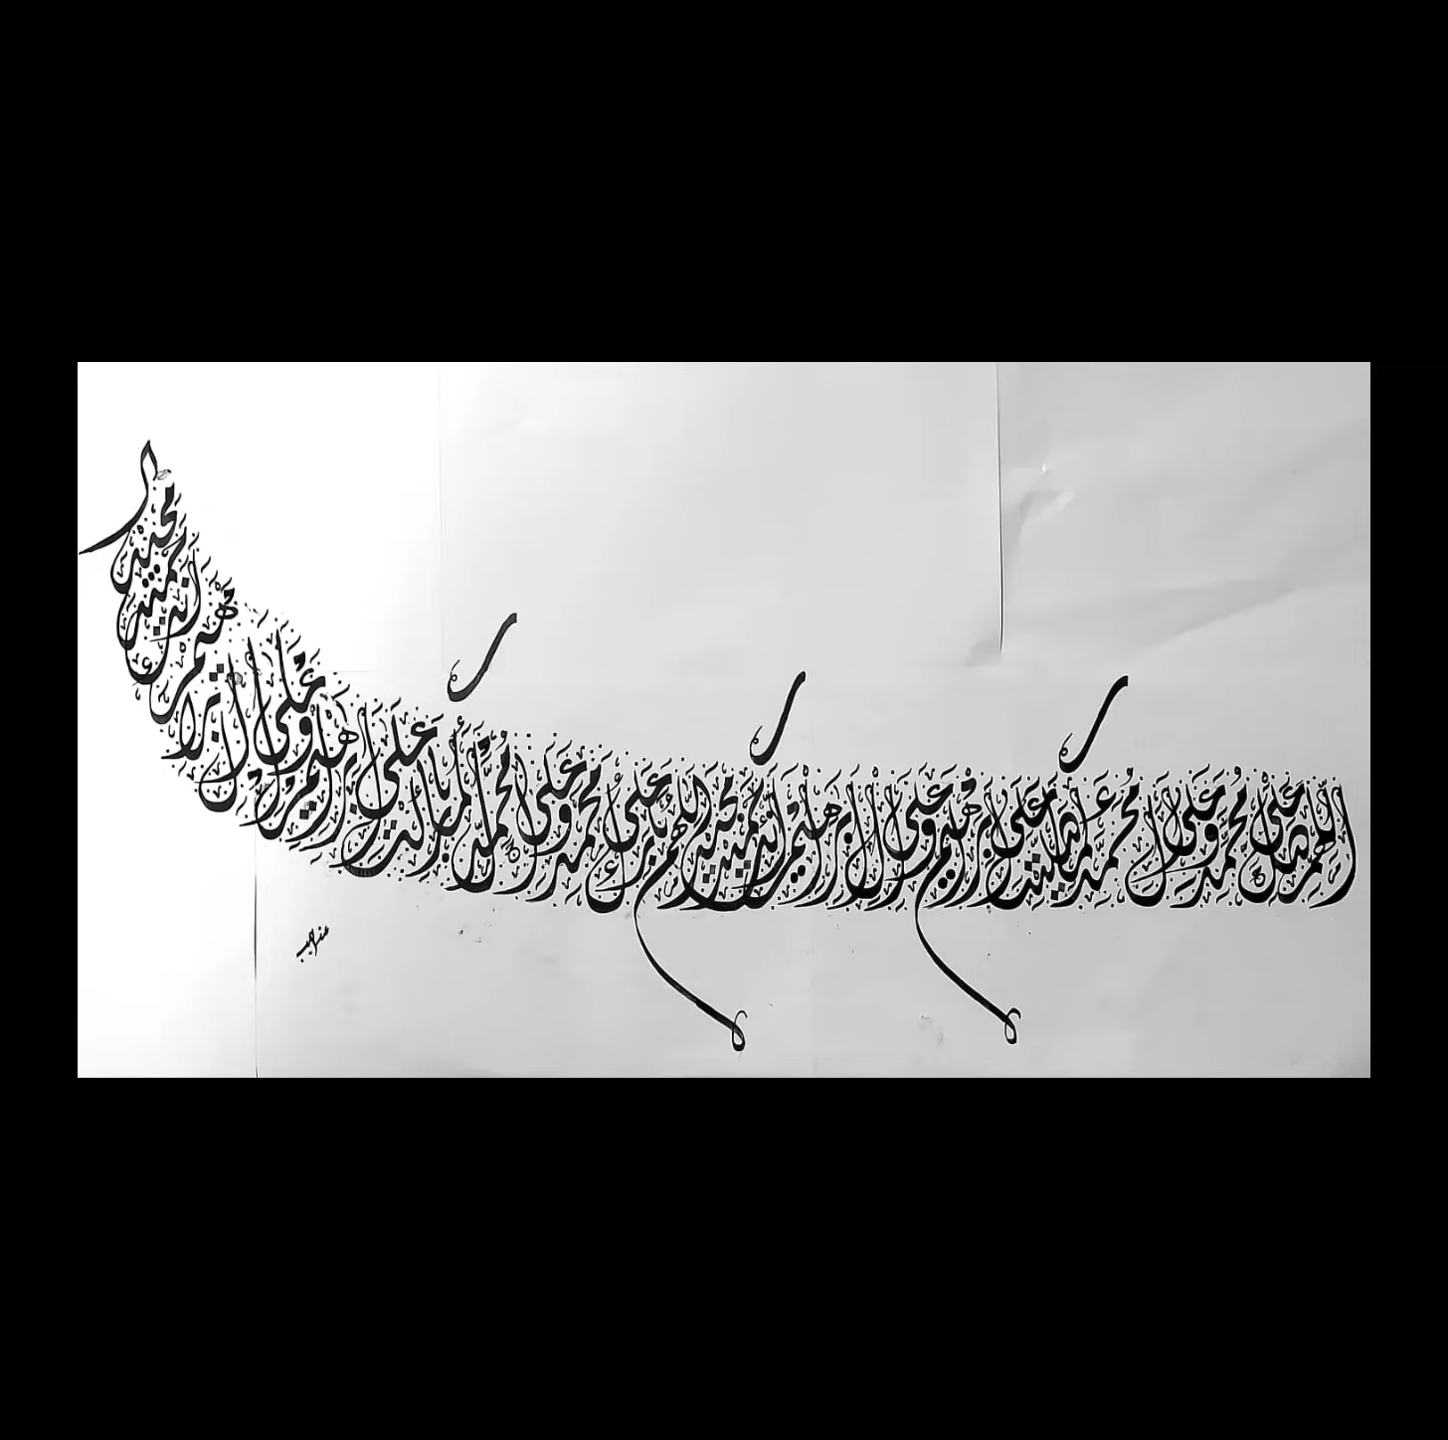 اللهم صل على محمد وعلى آل محمد كما صليت على إبراهيم وعلى آل إبراهيم إنك حميد مجيد اللهم بارك على محمد وعلى آل محمد كما باركت على إبراهيم وعلى آل إبراهيم إنك حميد مجيد